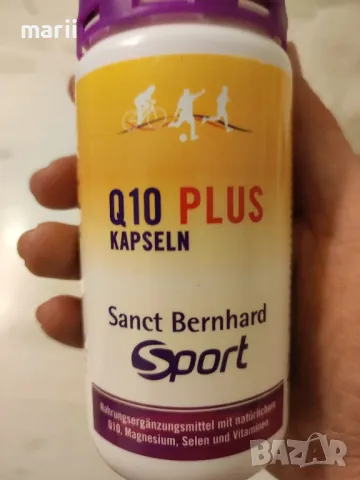 marii
Q10 PLUS
KAPSELN
Sanct Bernhard
Sport
Nahrungsergänzungsmittel mit natürlichem
Q10, Magnesium, Selen und Vitaminen
BAZAR